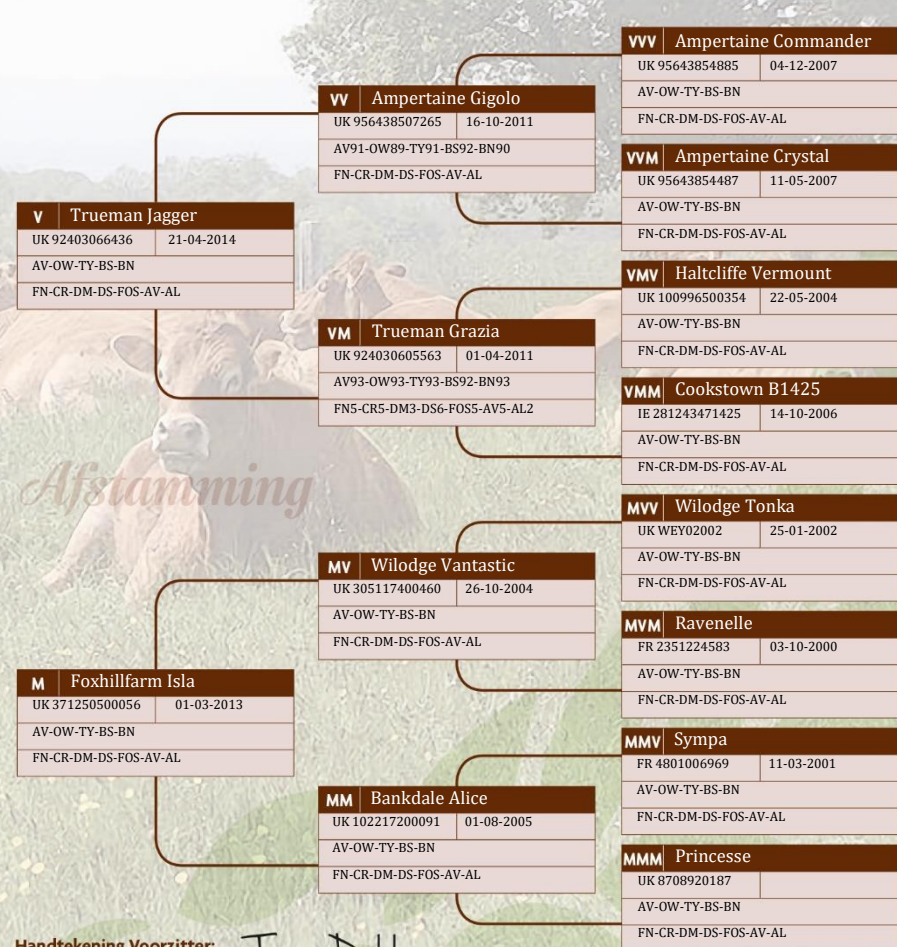 VVV Ampertaine Commander
UK 95643854885 04-12-2007
AV-OW-TY-BS-BN
FN-CR-DM-DS-FOS-AV-AL
VV Ampertaine Gigolo
UK 956438507265 16-10-2011
AV91-OW89-TY91-BS92-BN90
FN-CR-DM-DS-FOS-AV-AL
VVM Ampertaine Crystal
UK 95643854487 11-05-2007
AV-OW-TY-BS-BN
FN-CR-DM-DS-FOS-AV-AL
V Trueman Jagger
UK 92403066436 21-04-2014
AV-OW-TY-BS-BN
FN-CR-DM-DS-FOS-AV-AL
VMV Haltcliffe Vermount
UK 100996500354 22-05-2004
AV-OW-TY-BS-BN
FN-CR-DM-DS-FOS-AV-AL
VM Trueman Grazia
UK 924030605563 01-04-2011
AV93-OW93-TY93-BS92-BN93
FN5-CR5-DM3-DS6-FOS5-AV5-AL2
VMM Cookstown B1425
IE 281243471425 14-10-2006
AV-OW-TY-BS-BN
FN-CR-DM-DS-FOS-AV-AL
Afstamming
MVV Wilodge Tonka
UK WEY02002 25-01-2002
AV-OW-TY-BS-BN
FN-CR-DM-DS-FOS-AV-AL
MV Wilodge Vantastic
UK 305117400460 26-10-2004
AV-OW-TY-BS-BN
FN-CR-DM-DS-FOS-AV-AL
MVM Ravenelle
FR 2351224583 03-10-2000
AV-OW-TY-BS-BN
FN-CR-DM-DS-FOS-AV-AL
M Foxhillfarm Isla
UK 371250500056 01-03-2013
AV-OW-TY-BS-BN
FN-CR-DM-DS-FOS-AV-AL
MMV Sympa
FR 4801006969 11-03-2001
AV-OW-TY-BS-BN
FN-CR-DM-DS-FOS-AV-AL
MM Bankdale Alice
UK 102217200091 01-08-2005
AV-OW-TY-BS-BN
FN-CR-DM-DS-FOS-AV-AL
MMM Princesse
UK 8708920187
AV-OW-TY-BS-BN
FN-CR-DM-DS-FOS-AV-AL
Handtekening Voorzitter: